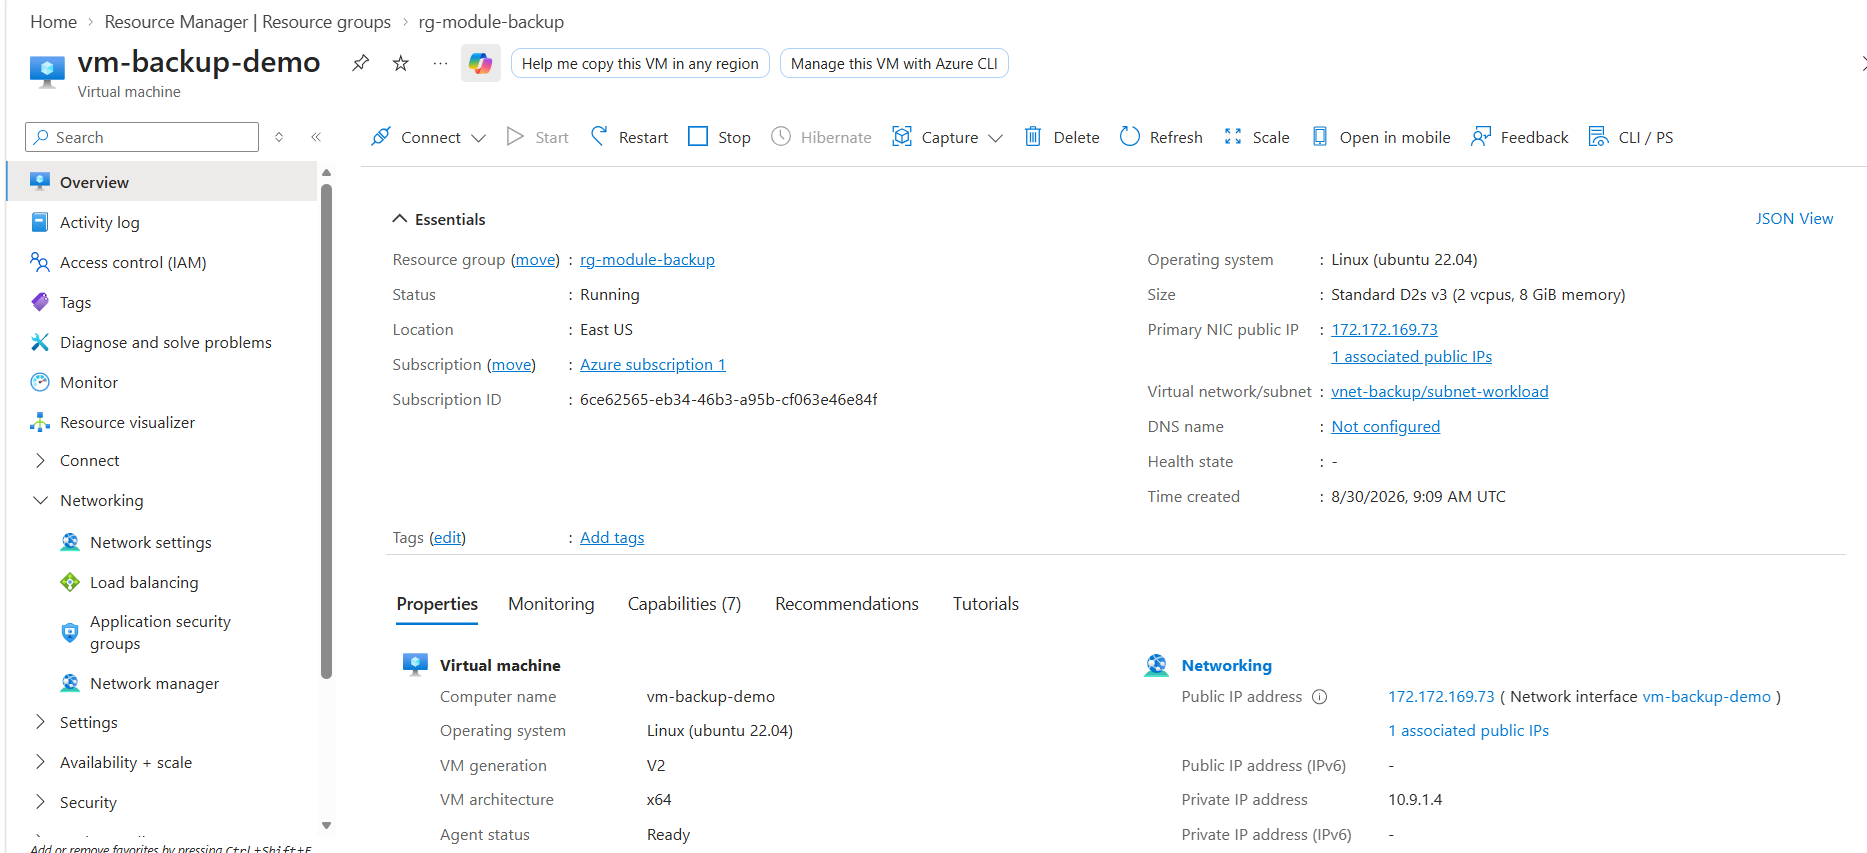 Home > Resource Manager | Resource groups > rg-module-backup
vm-backup-demo
Virtual machine
Help me copy this VM in any region
Manage this VM with Azure CLI
Search
Connect
Start
Restart
Stop
Hibernate
Capture
Delete
Refresh
Scale
Open in mobile
Feedback
CLI / PS
Overview
Activity log
Access control (IAM)
Tags
Diagnose and solve problems
Monitor
Resource visualizer
Connect
Networking
Network settings
Load balancing
Application security
groups
Network manager
Settings
Availability + scale
Security
Add or remove favorites by pressing Ctrl+Shift+F
Essentials
JSON View
Resource group (move) : rg-module-backup
Status : Running
Location : East US
Subscription (move) : Azure subscription 1
Subscription ID : 6ce62565-eb34-46b3-a95b-cf063e46e84f
Operating system : Linux (ubuntu 22.04)
Size : Standard D2s v3 (2 vcpus, 8 GiB memory)
Primary NIC public IP : 172.172.169.73
1 associated public IPs
Virtual network/subnet : vnet-backup/subnet-workload
DNS name : Not configured
Health state : -
Time created : 8/30/2026, 9:09 AM UTC
Tags (edit) : Add tags
Properties
Monitoring
Capabilities (7)
Recommendations
Tutorials
Virtual machine
Computer name vm-backup-demo
Operating system Linux (ubuntu 22.04)
VM generation V2
VM architecture x64
Agent status Ready
Networking
Public IP address 172.172.169.73 ( Network interface vm-backup-demo )
1 associated public IPs
Public IP address (IPv6) -
Private IP address 10.9.1.4
Private IP address (IPv6) -